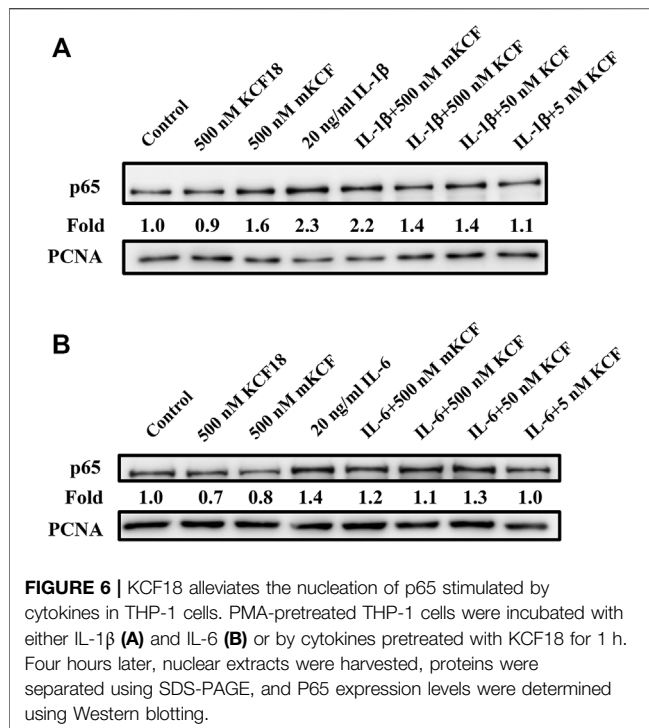 A
Control
500 nM KCF18
500 nM mKCF
20 ng/ml IL-1β
IL-1β+500 nM mKCF
IL-1β+500 nM KCF
IL-1β+50 nM KCF
IL-1β+5 nM KCF
p65
Fold 1.0 0.9 1.6 2.3 2.2 1.4 1.4 1.1
PCNA
B
Control
500 nM KCF18
500 nM mKCF
20 ng/ml IL-6
IL-6+500 nM mKCF
IL-6+500 nM KCF
IL-6+50 nM KCF
IL-6+5 nM KCF
p65
Fold 1.0 0.7 0.8 1.4 1.2 1.1 1.3 1.0
PCNA
FIGURE 6 | KCF18 alleviates the nucleation of p65 stimulated by
cytokines in THP-1 cells. PMA-pretreated THP-1 cells were incubated with
either IL-1β (A) and IL-6 (B) or by cytokines pretreated with KCF18 for 1 h.
Four hours later, nuclear extracts were harvested, proteins were
separated using SDS-PAGE, and P65 expression levels were determined
using Western blotting.